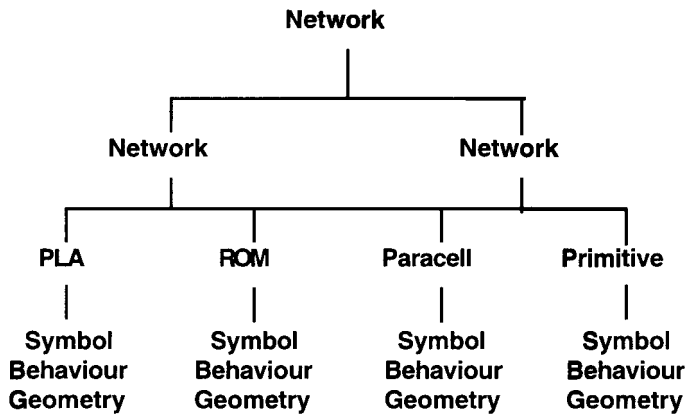 Network
Network Network
PLA ROM Paracell Primitive
Symbol Symbol Symbol Symbol
Behaviour Behaviour Behaviour Behaviour
Geometry Geometry Geometry Geometry